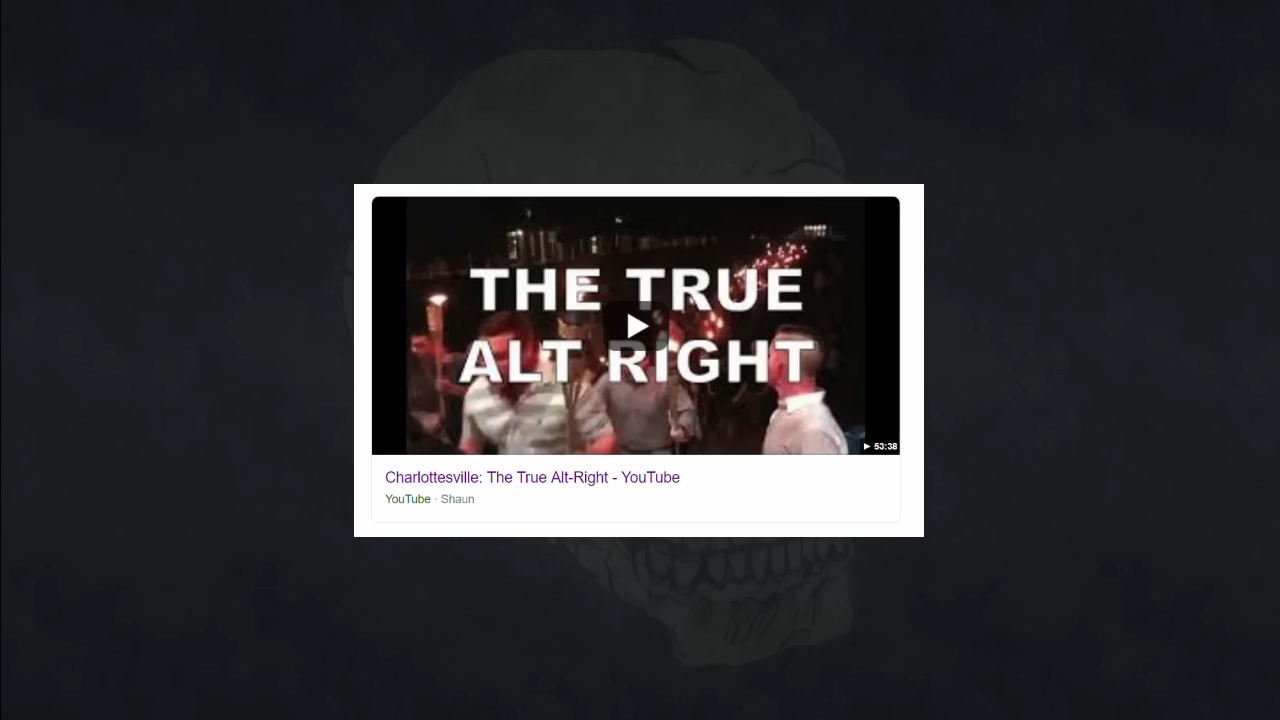 THE TRUE
ALT RIGHT
53:38
Charlottesville: The True Alt-Right - YouTube
YouTube · Shaun